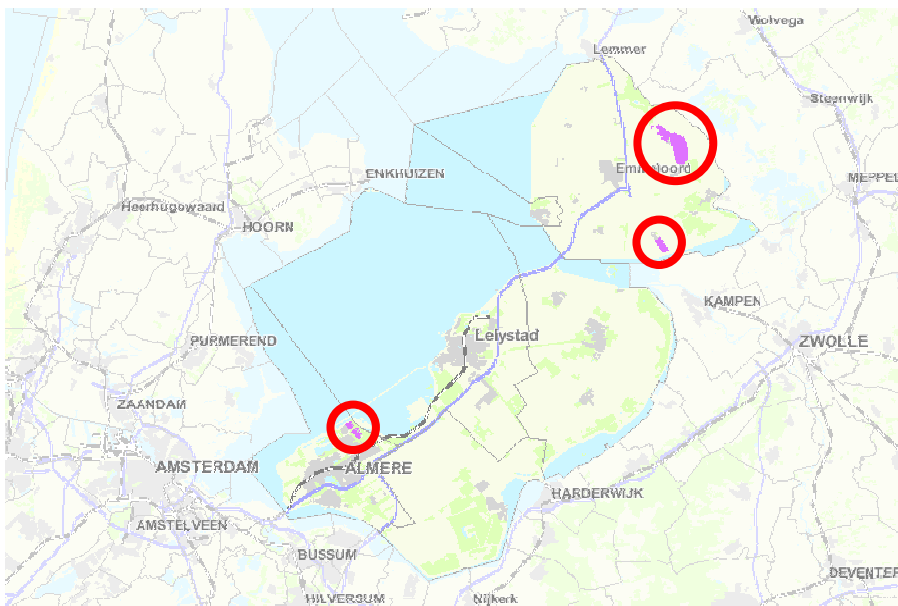 Wolvega
Lemmer
Steenwijk
Emmeloord
ENKHUIZEN
MEPPEL
Heerhugowaard
HOORN
KAMPEN
PURMEREND
Lelystad
ZWOLLE
ZAANDAM
AMSTERDAM
ALMERE
HARDERWIJK
AMSTELVEEN
BUSSUM
DEVENTER
HILVERSUM
Nijkerk